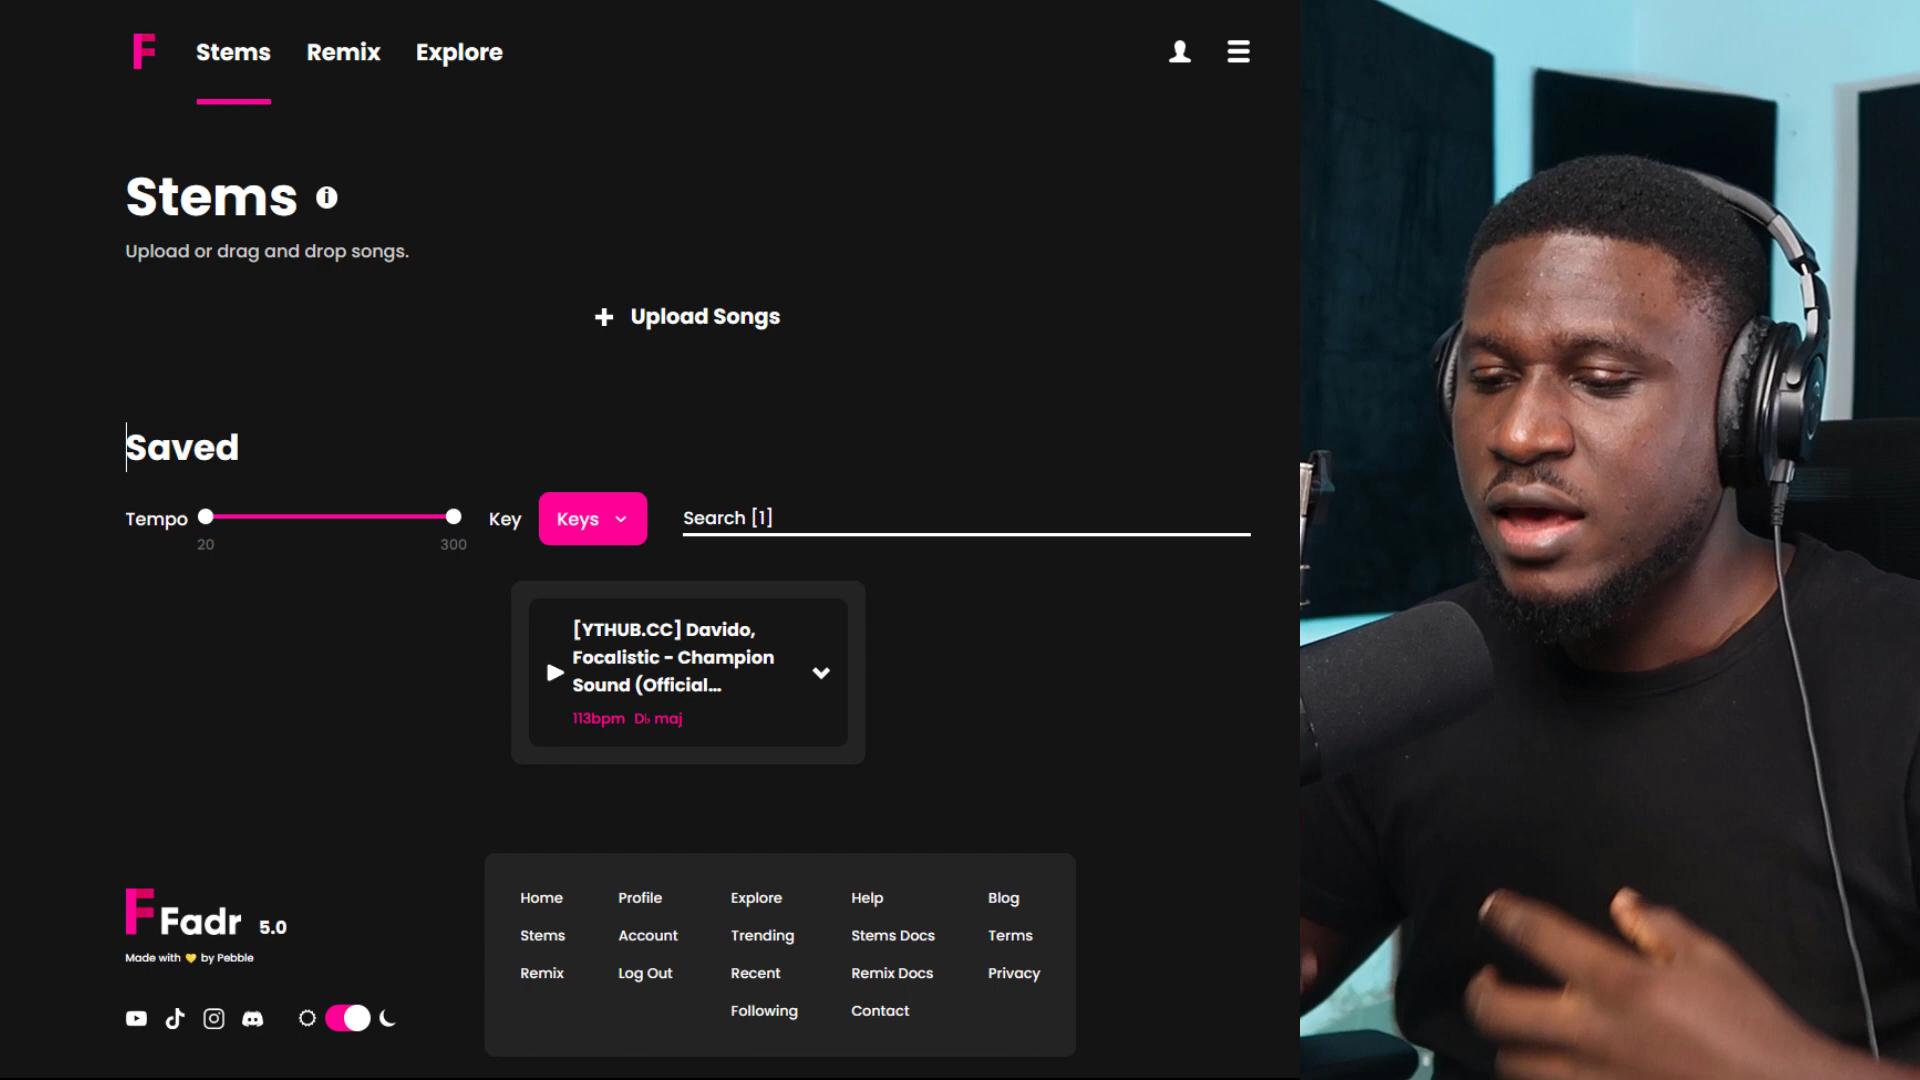 Stems Remix Explore
Stems
Upload or drag and drop songs.
Upload Songs
Saved
Tempo 20 300 Key Keys Search [1]
[YTHUB.CC] Davido,
Focalistic - Champion
Sound (Official...
113bpm D♭ maj
Fadr 5.0
Made with 💛 by Pebble
Home Profile Explore Help Blog
Stems Account Trending Stems Docs Terms
Remix Log Out Recent Remix Docs Privacy
Following Contact